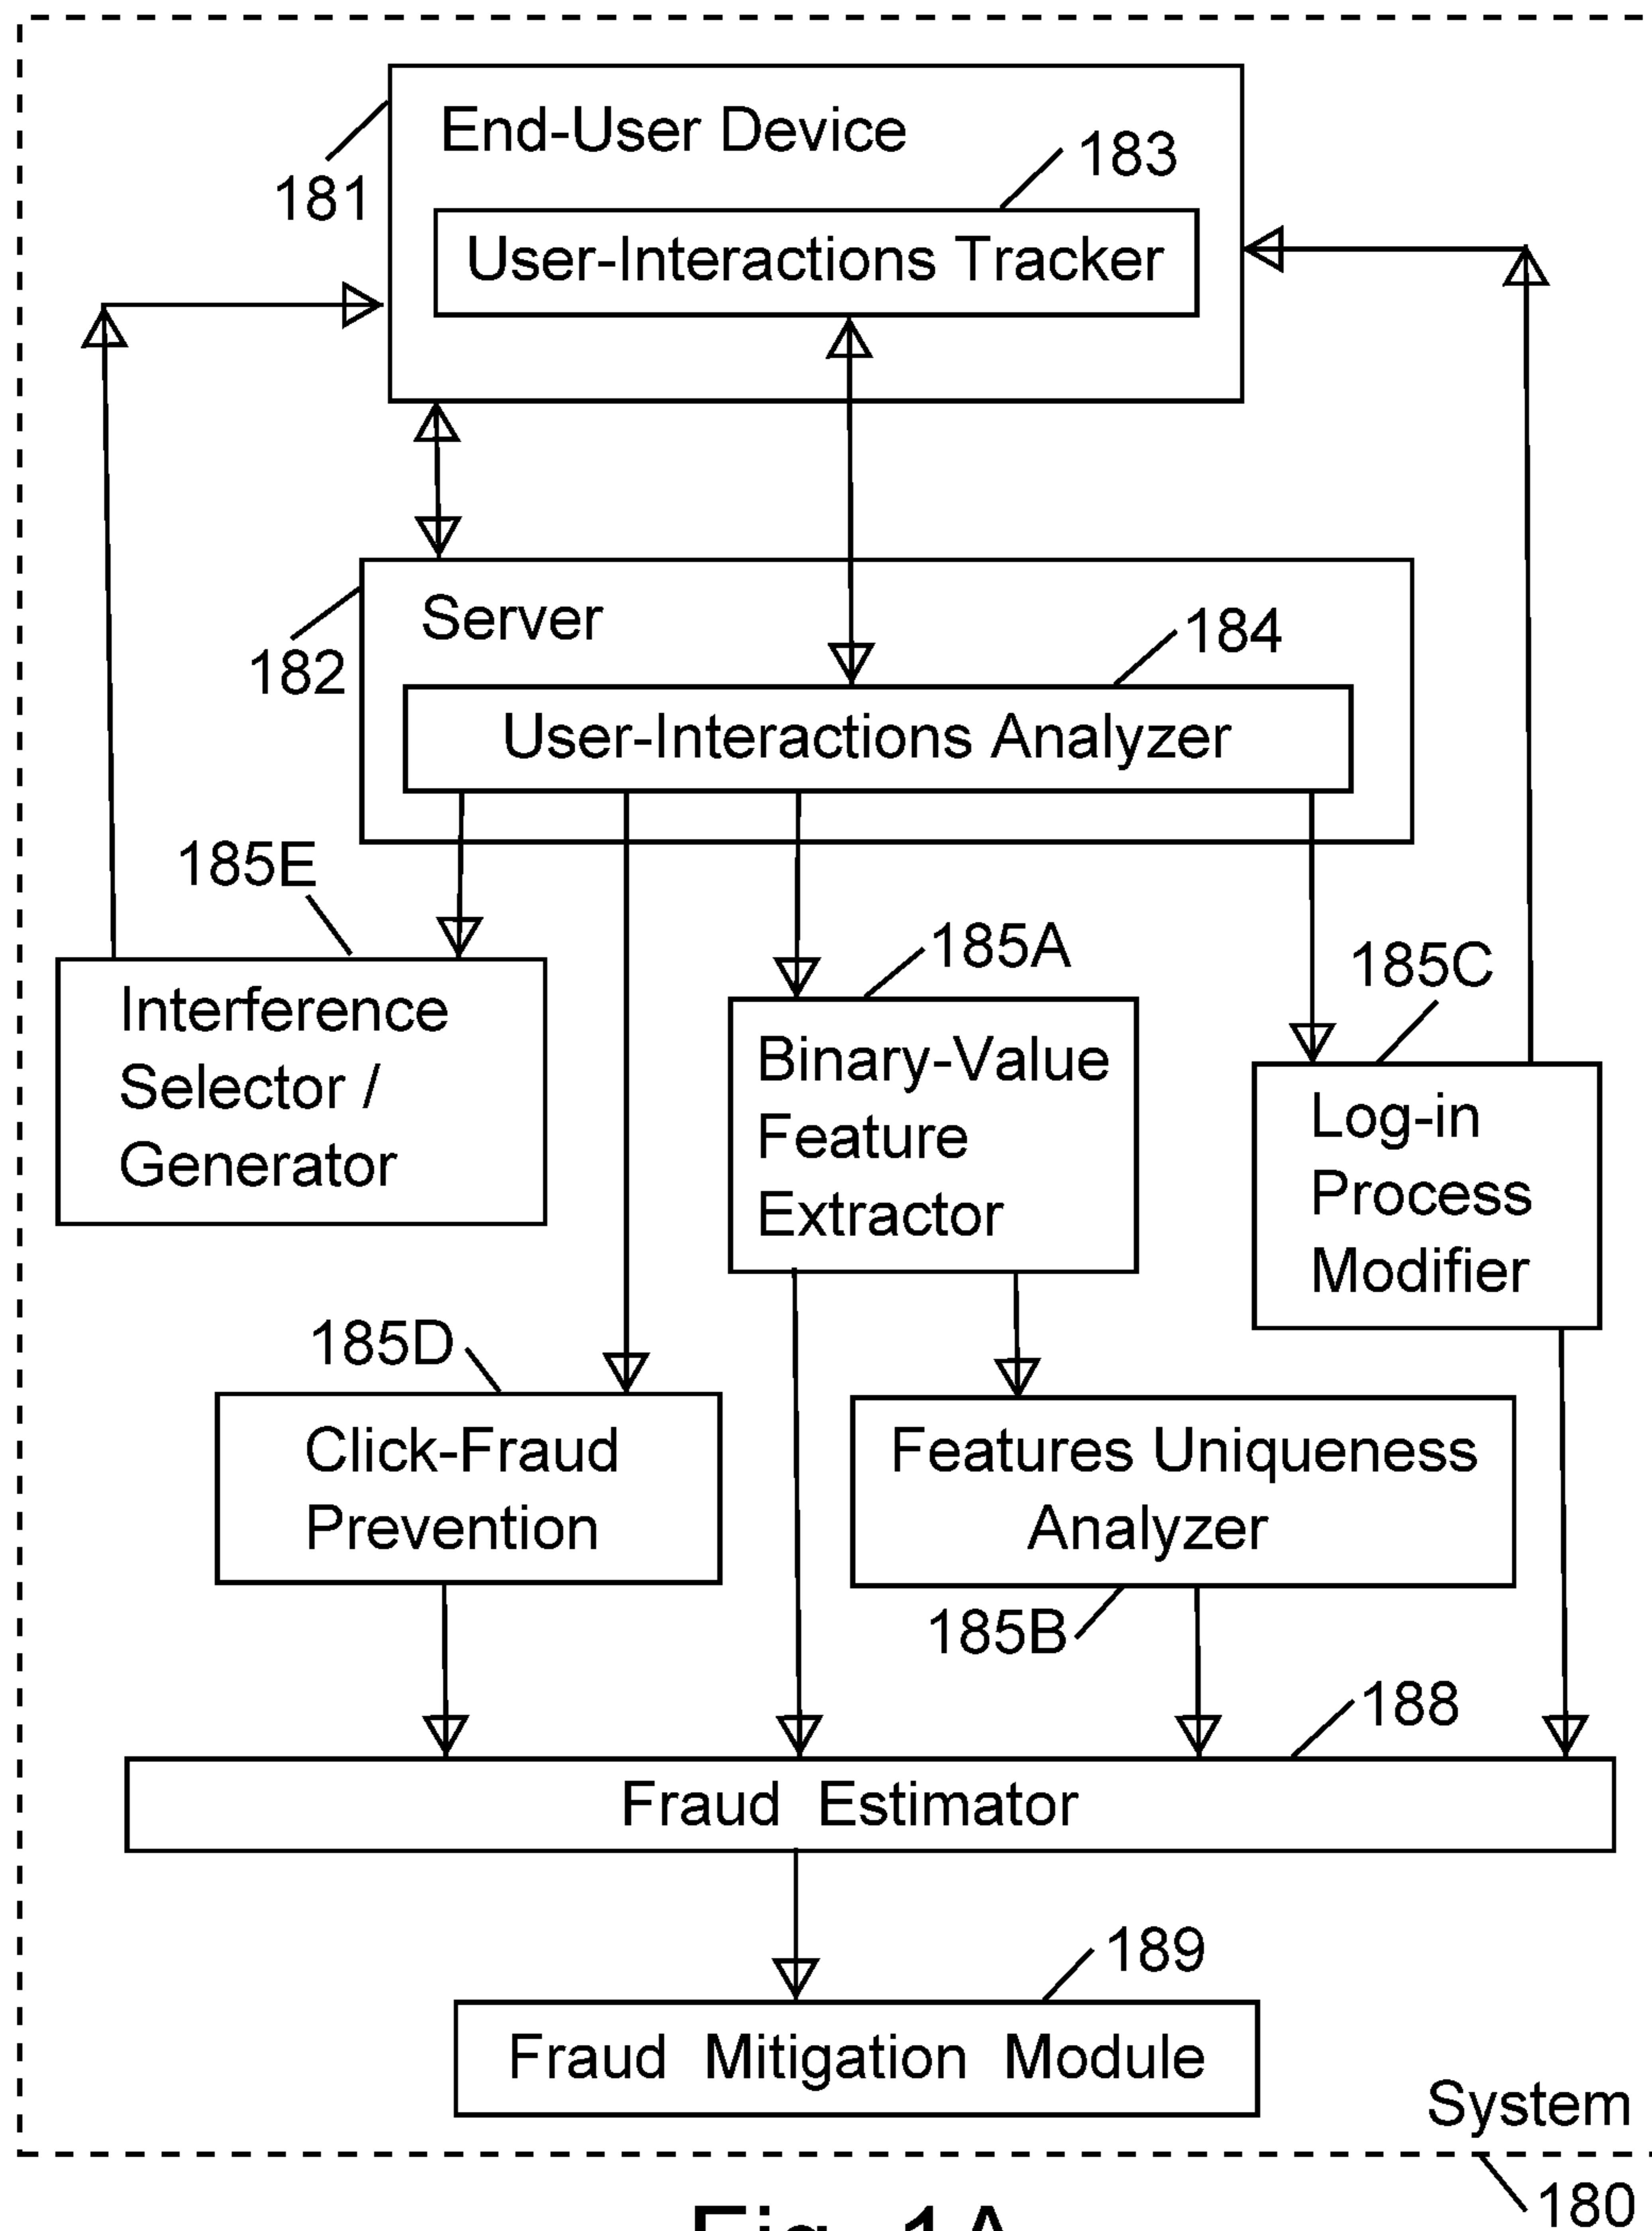 End-User Device
183
181
User-Interactions Tracker
Server
184
182
User-Interactions Analyzer
185E
185A
185C
Interference
Selector /
Generator
Binary-Value
Feature
Extractor
Log-in
Process
Modifier
185D
Click-Fraud
Prevention
Features Uniqueness
Analyzer
185B
188
Fraud Estimator
189
Fraud Mitigation Module
System
180
Fig. 1A